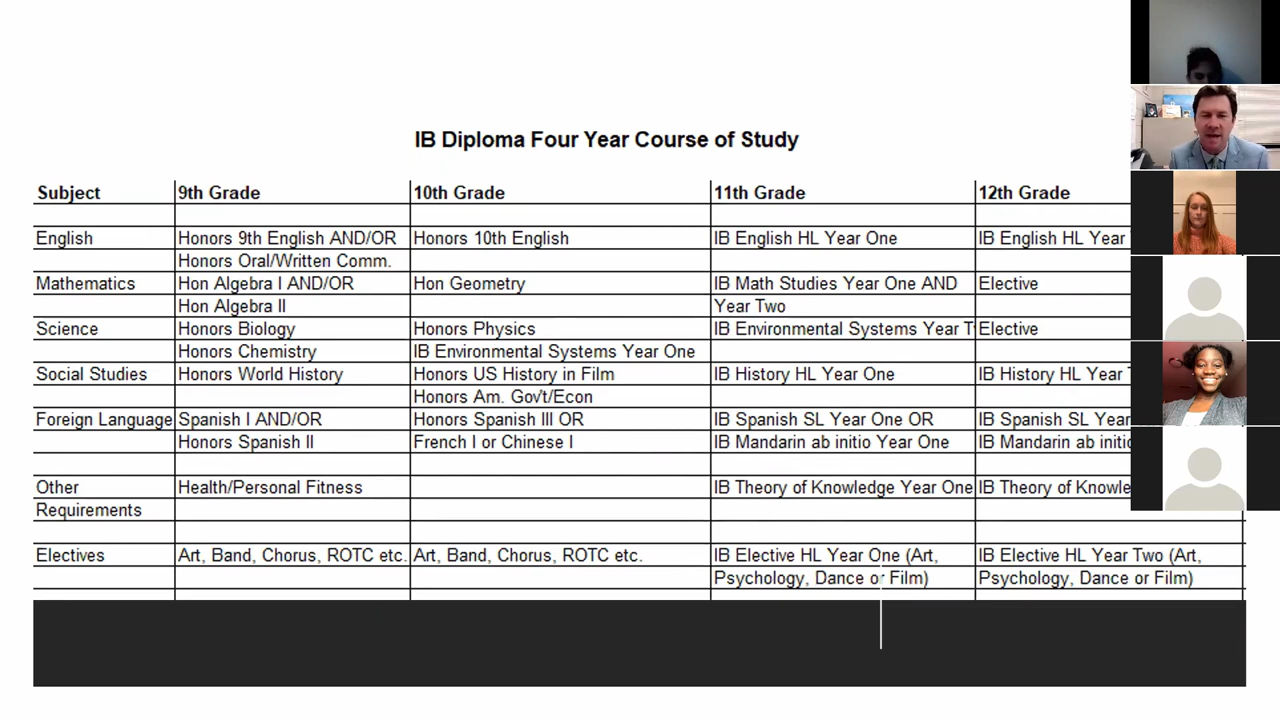 IB Diploma Four Year Course of Study
Subject 9th Grade 10th Grade 11th Grade 12th Grade
English Honors 9th English AND/OR Honors 10th English IB English HL Year One IB English HL Year
Honors Oral/Written Comm.
Mathematics Hon Algebra I AND/OR Hon Geometry IB Math Studies Year One AND Elective
Hon Algebra II Year Two
Science Honors Biology Honors Physics IB Environmental Systems Year Elective
Honors Chemistry IB Environmental Systems Year One
Social Studies Honors World History Honors US History in Film IB History HL Year One IB History HL Year
Honors Am. Gov't/Econ
Foreign Language Spanish I AND/OR Honors Spanish III OR IB Spanish SL Year One OR IB Spanish SL Year
Honors Spanish II French I or Chinese I IB Mandarin ab initio Year One IB Mandarin ab
Other Health/Personal Fitness IB Theory of Knowledge Year One IB Theory of
Requirements
Electives Art, Band, Chorus, ROTC etc. Art, Band, Chorus, ROTC etc. IB Elective HL Year One (Art, IB Elective HL Year Two (Art,
Psychology, Dance or Film) Psychology, Dance or Film)